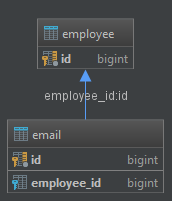 employee
id bigint
employee_id:id
email
id bigint
employee_id bigint